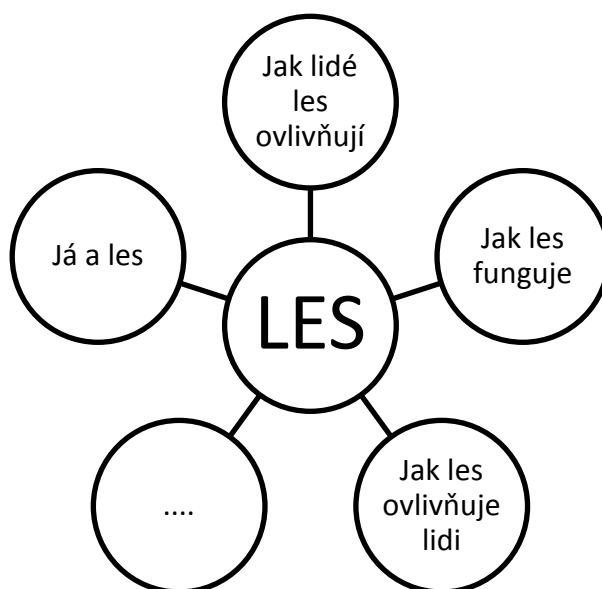 Jak lidé
les
ovlivňují
Já a les
Jak les
funguje
LES
....
Jak les
ovlivňuje
lidi